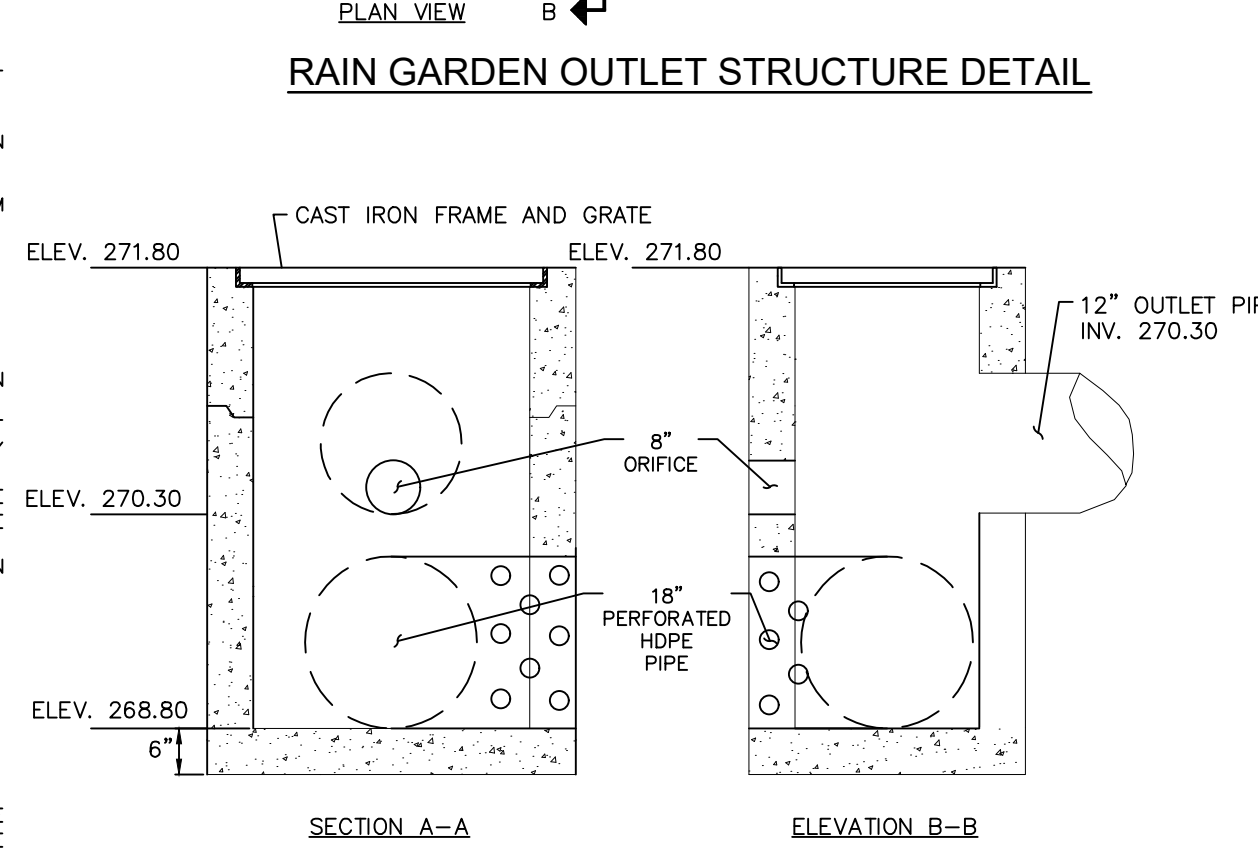 PLAN VIEW
B
RAIN GARDEN OUTLET STRUCTURE DETAIL
CAST IRON FRAME AND GRATE
ELEV. 271.80
ELEV. 271.80
12" OUTLET
INV. 270.30
8"
ORIFICE
ELEV. 270.30
18"
PERFORATED
HDPE
PIPE
ELEV. 268.80
6"
SECTION A-A
ELEVATION B-B